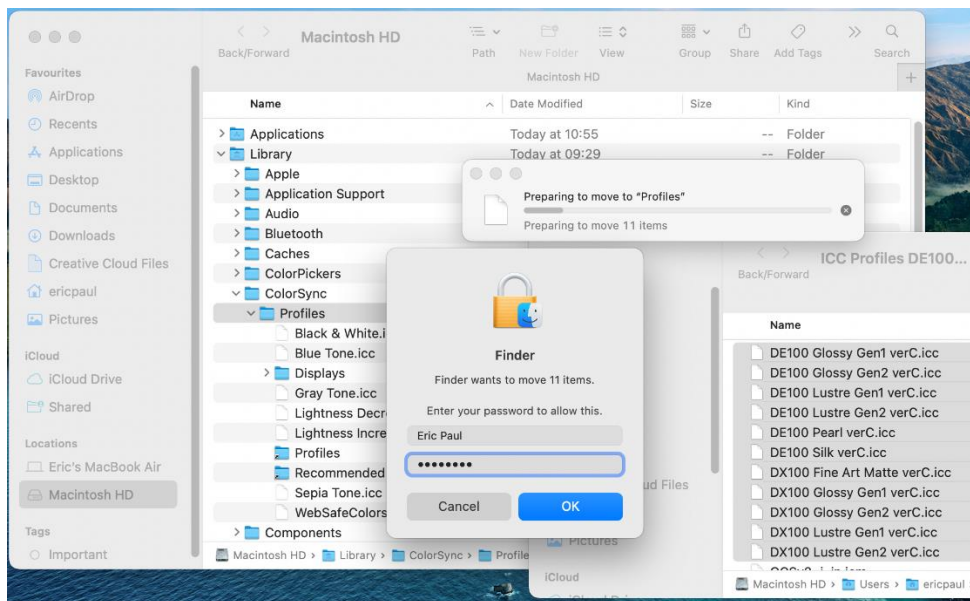 Macintosh HD
Back/Forward
Path
New Folder
View
Group
Share
Add Tags
Search
Macintosh HD
Favourites
AirDrop
Recents
Applications
Desktop
Documents
Downloads
Creative Cloud Files
ericpaul
Pictures
iCloud
iCloud Drive
Shared
Locations
Eric's MacBook Air
Macintosh HD
Tags
Important
Name Date Modified Size Kind
Applications Today at 10:55 -- Folder
Library Today at 09:29 -- Folder
Apple
Application Support
Audio
Bluetooth
Caches
ColorPickers
ColorSync
Profiles
Black & White.i
Blue Tone.icc
Displays
Gray Tone.icc
Lightness Decr
Lightness Incre
Profiles
Recommended
Sepia Tone.icc
WebSafeColors
Components
Macintosh HD › Library › ColorSync › Profile
Preparing to move to “Profiles”
Preparing to move 11 items
Finder
Finder wants to move 11 items.
Enter your password to allow this.
Eric Paul
••••••••
Cancel
OK
ICC Profiles DE100...
Back/Forward
Name
DE100 Glossy Gen1 verC.icc
DE100 Glossy Gen2 verC.icc
DE100 Lustre Gen1 verC.icc
DE100 Lustre Gen2 verC.icc
DE100 Pearl verC.icc
DE100 Silk verC.icc
DX100 Fine Art Matte verC.icc
DX100 Glossy Gen1 verC.icc
DX100 Glossy Gen2 verC.icc
DX100 Lustre Gen1 verC.icc
DX100 Lustre Gen2 verC.icc
ud Files
Pictures
iCloud
Macintosh HD › Users › ericpaul